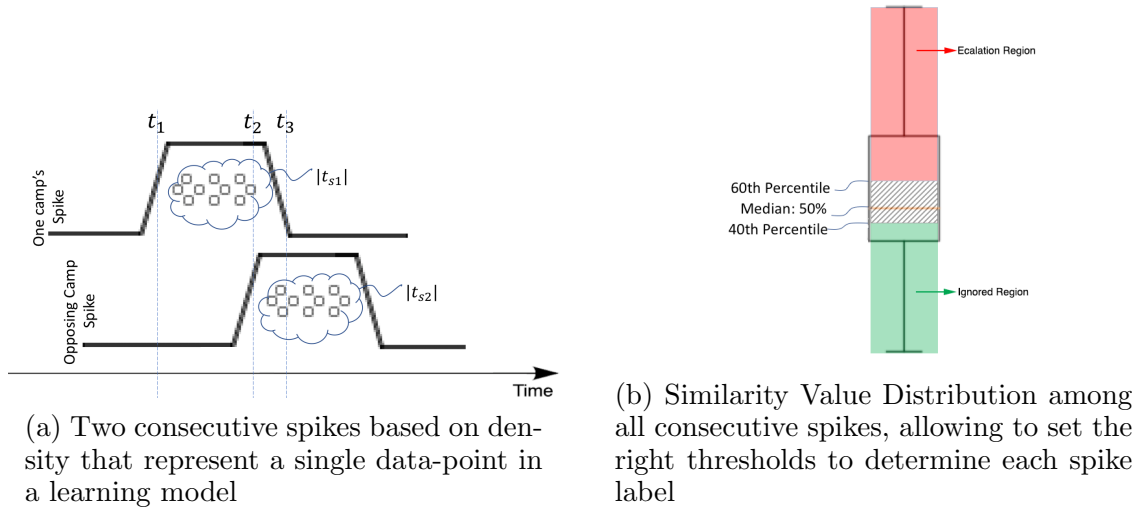 t₁ t₂ t₃
One camp's
Spike
|tₛ₁|
Opposing Camp
Spike
|tₛ₂|
Time
(a) Two consecutive spikes based on den-
sity that represent a single data-point in
a learning model
Ecalation Region
60th Percentile
Median: 50%
40th Percentile
Ignored Region
(b) Similarity Value Distribution among
all consecutive spikes, allowing to set the
right thresholds to determine each spike
label